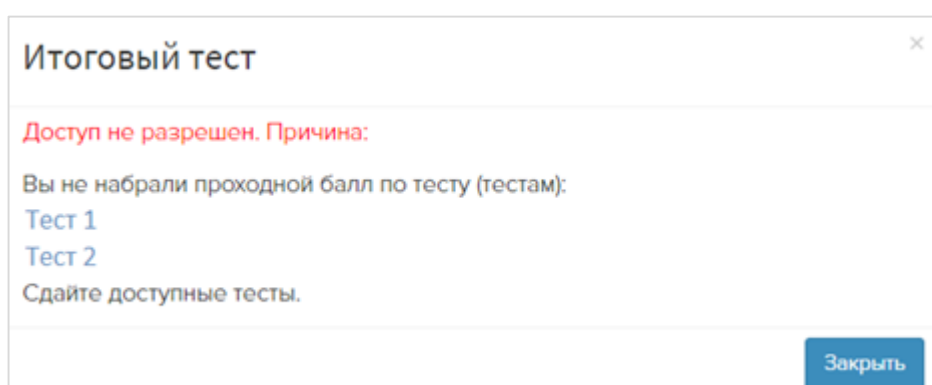 Итоговый тест
×
Доступ не разрешен. Причина:
Вы не набрали проходной балл по тесту (тестам):
Тест 1
Тест 2
Сдайте доступные тесты.
Закрыть